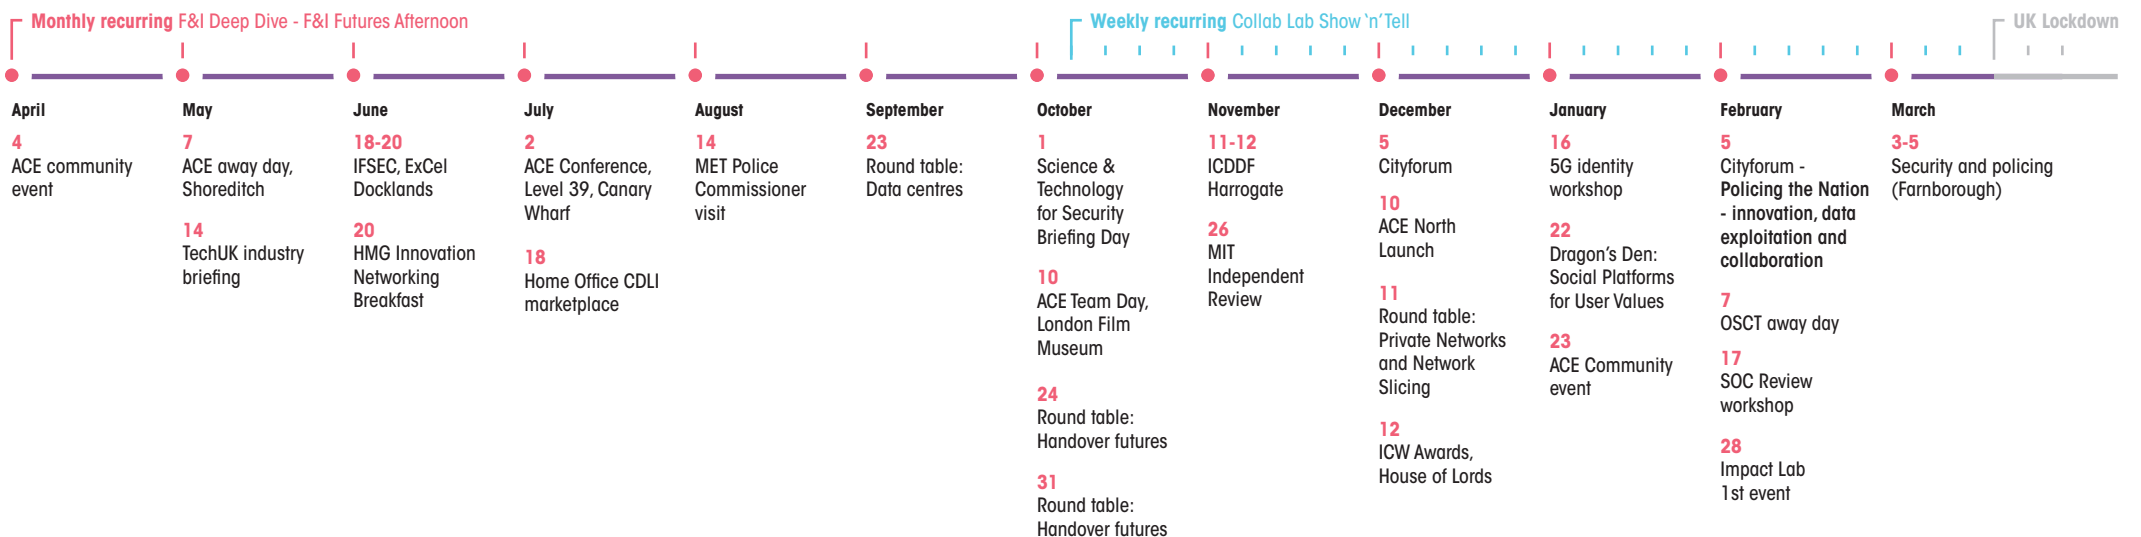 Monthly recurring F&I Deep Dive - F&I Futures Afternoon
Weekly recurring Collab Lab Show ‘n’ Tell
UK Lockdown
April
4
ACE community
event
May
7
ACE away day,
Shoreditch
14
TechUK industry
briefing
June
18-20
IFSEC, ExCel
Docklands
20
HMG Innovation
Networking
Breakfast
July
2
ACE Conference,
Level 39, Canary
Wharf
18
Home Office CDLI
marketplace
August
14
MET Police
Commissioner
visit
September
23
Round table:
Data centres
October
1
Science &
Technology
for Security
Briefing Day
10
ACE Team Day,
London Film
Museum
24
Round table:
Handover futures
31
Round table:
Handover futures
November
11-12
ICDDF
Harrogate
26
MIT
Independent
Review
December
5
Cityforum
10
ACE North
Launch
11
Round table:
Private Networks
and Network
Slicing
12
ICW Awards,
House of Lords
January
16
5G identity
workshop
22
Dragon’s Den:
Social Platforms
for User Values
23
ACE Community
event
February
5
Cityforum -
Policing the Nation
- innovation, data
exploitation and
collaboration
7
OSCT away day
17
SOC Review
workshop
28
Impact Lab
1st event
March
3-5
Security and policing
(Farnborough)